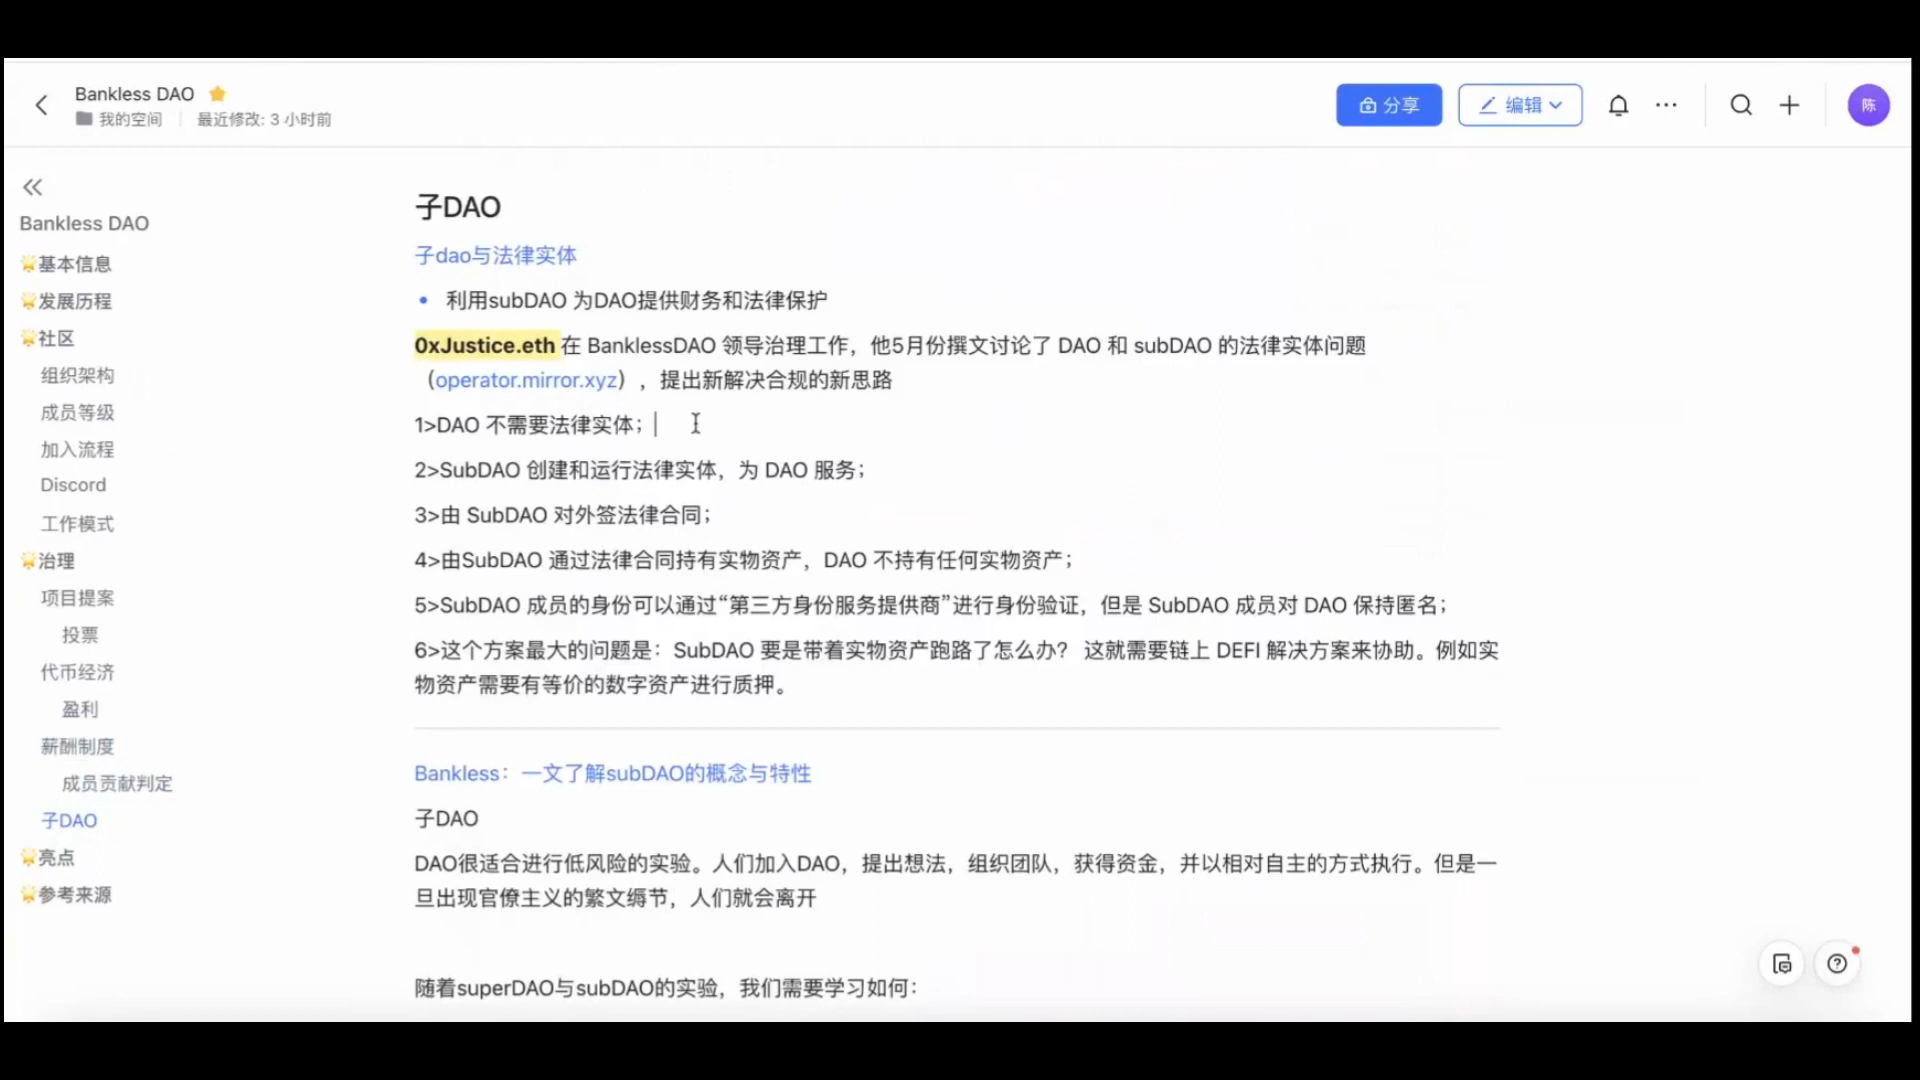 Bankless DAO
我的空间 最近修改: 3 小时前
分享
编辑
陈
Bankless DAO
基本信息
发展历程
社区
组织架构
成员等级
加入流程
Discord
工作模式
治理
项目提案
投票
代币经济
盈利
薪酬制度
成员贡献判定
子DAO
亮点
参考来源
子DAO
子dao与法律实体
• 利用subDAO 为DAO提供财务和法律保护
0xJustice.eth 在 BanklessDAO 领导治理工作，他5月份撰文讨论了 DAO 和 subDAO 的法律实体问题
（operator.mirror.xyz），提出新解决合规的新思路
1>DAO 不需要法律实体；
2>SubDAO 创建和运行法律实体，为 DAO 服务；
3>由 SubDAO 对外签法律合同；
4>由SubDAO 通过法律合同持有实物资产，DAO 不持有任何实物资产；
5>SubDAO 成员的身份可以通过“第三方身份服务提供商”进行身份验证，但是 SubDAO 成员对 DAO 保持匿名；
6>这个方案最大的问题是：SubDAO 要是带着实物资产跑路了怎么办？ 这就需要链上 DEFI 解决方案来协助。例如实
物资产需要有等价的数字资产进行质押。
Bankless：一文了解subDAO的概念与特性
子DAO
DAO很适合进行低风险的实验。人们加入DAO，提出想法，组织团队，获得资金，并以相对自主的方式执行。但是一
旦出现官僚主义的繁文缛节，人们就会离开
随着superDAO与subDAO的实验，我们需要学习如何：